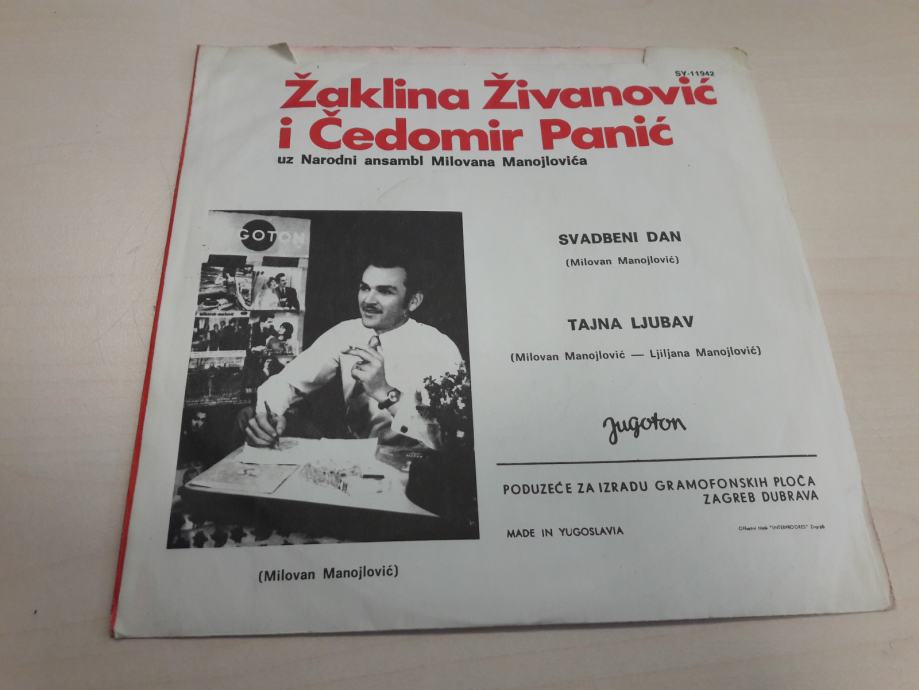 SY-11942
Žaklina Živanović
i Čedomir Panić
uz Narodni ansambl Milovana Manojlovića
GOTON
SVADBENI DAN
(Milovan Manojlović)
TAJNA LJUBAV
(Milovan Manojlović — Ljiljana Manojlović)
Jugoton
PODUZEĆE ZA IZRADU GRAMOFONSKIH PLOČA
ZAGREB DUBRAVA
MADE IN YUGOSLAVIA
(Milovan Manojlović)